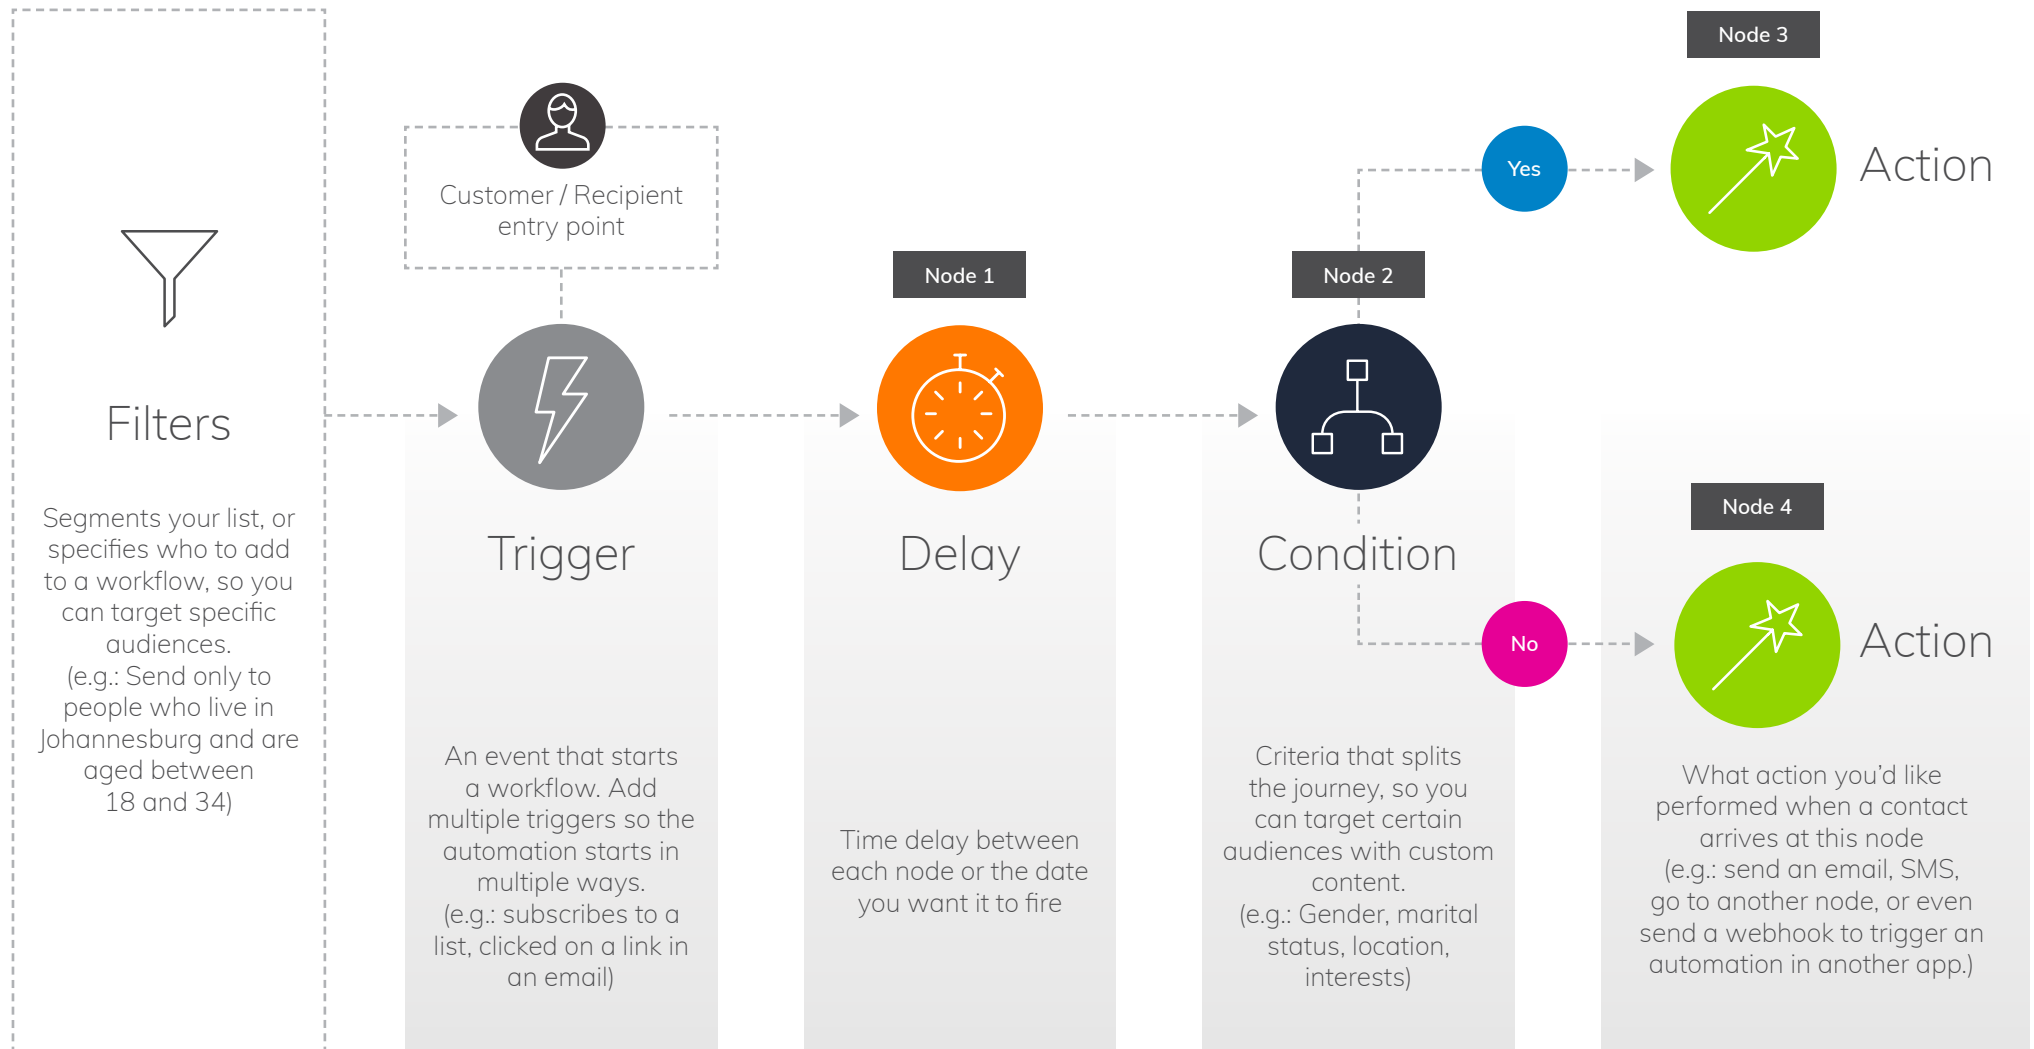 Filters
Segments your list, or
specifies who to add
to a workflow, so you
can target specific
audiences.
(e.g.: Send only to
people who live in
Johannesburg and are
aged between
18 and 34)
Customer / Recipient
entry point
Trigger
An event that starts
a workflow. Add
multiple triggers so the
automation starts in
multiple ways.
(e.g.: subscribes to a
list, clicked on a link in
an email)
Node 1
Delay
Time delay between
each node or the date
you want it to fire
Node 2
Condition
Criteria that splits
the journey, so you
can target certain
audiences with custom
content.
(e.g.: Gender, marital
status, location,
interests)
Yes
Node 3
Action
No
Node 4
Action
What action you’d like
performed when a contact
arrives at this node
(e.g.: send an email, SMS,
go to another node, or even
send a webhook to trigger an
automation in another app.)